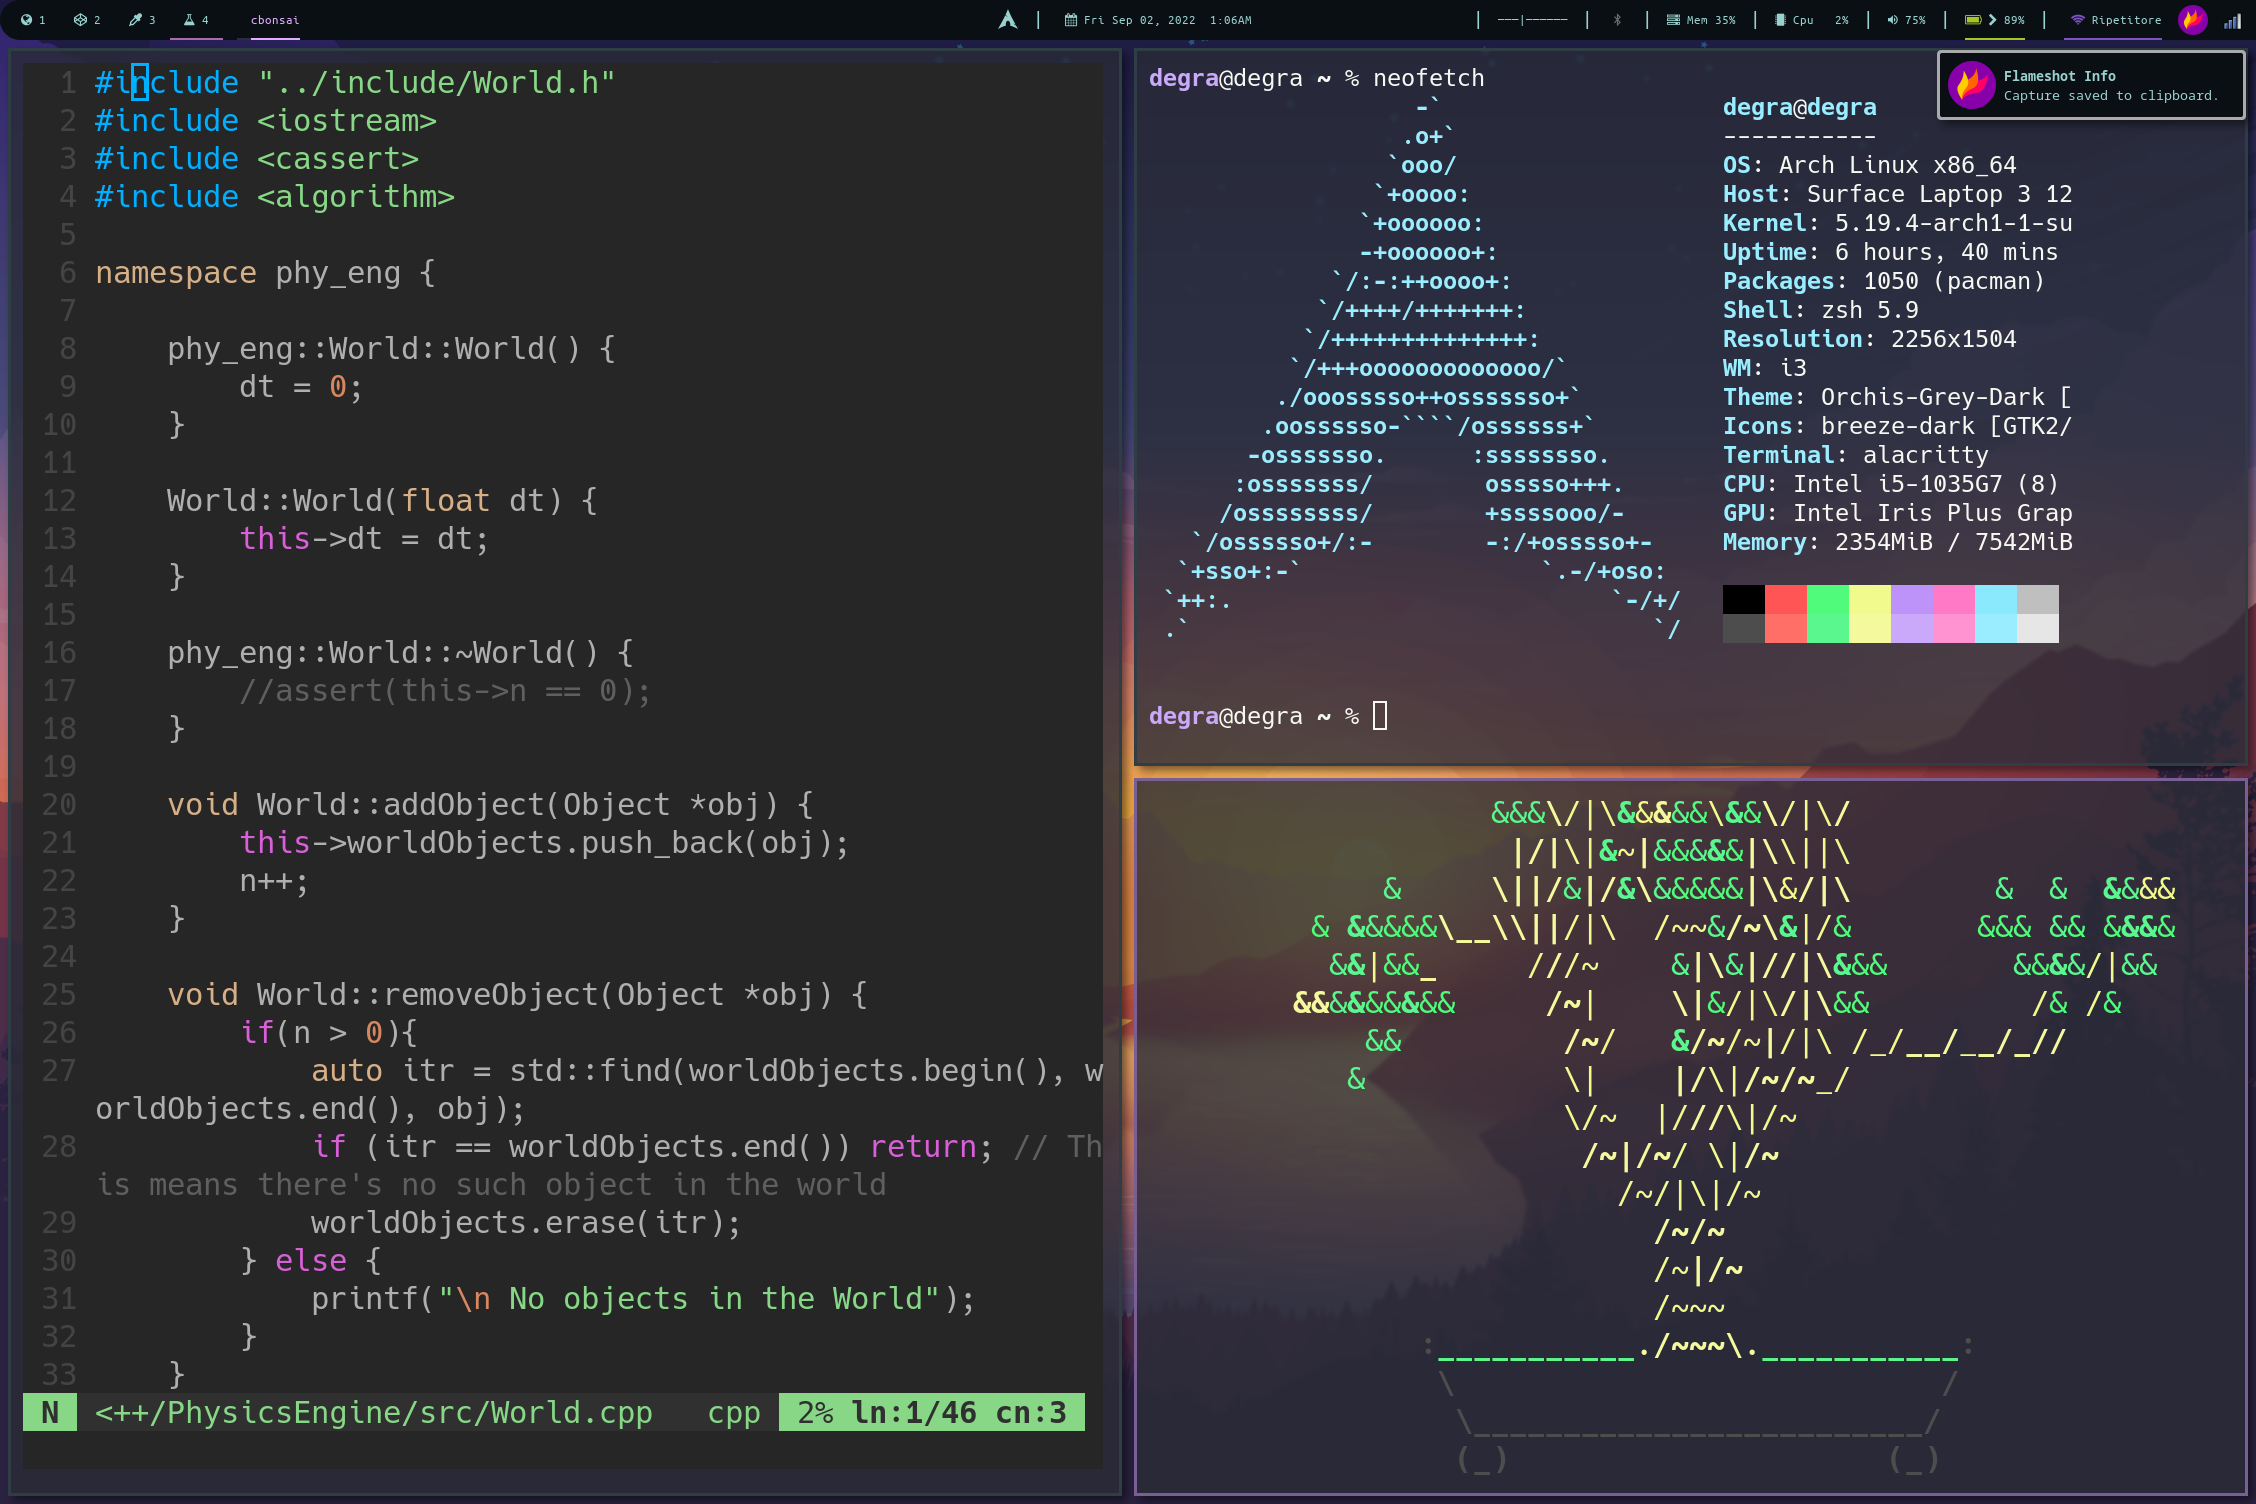 1 2 3 4 cbonsai
Fri Sep 02, 2022 1:06AM
Mem 35% Cpu 2% 75% 89% Ripetitore
Flameshot Info
Capture saved to clipboard.
1 #include "../include/World.h"
2 #include <iostream>
3 #include <cassert>
4 #include <algorithm>
5
6 namespace phy_eng {
7
8 phy_eng::World::World() {
9 dt = 0;
10 }
11
12 World::World(float dt) {
13 this->dt = dt;
14 }
15
16 phy_eng::World::~World() {
17 //assert(this->n == 0);
18 }
19
20 void World::addObject(Object *obj) {
21 this->worldObjects.push_back(obj);
22 n++;
23 }
24
25 void World::removeObject(Object *obj) {
26 if(n > 0){
27 auto itr = std::find(worldObjects.begin(), w
orldObjects.end(), obj);
28 if (itr == worldObjects.end()) return; // Th
is means there's no such object in the world
29 worldObjects.erase(itr);
30 } else {
31 printf("\n No objects in the World");
32 }
33 }
N <++/PhysicsEngine/src/World.cpp cpp 2% ln:1/46 cn:3
degra@degra ~ % neofetch
degra@degra
-----------
OS: Arch Linux x86_64
Host: Surface Laptop 3 12
Kernel: 5.19.4-arch1-1-su
Uptime: 6 hours, 40 mins
Packages: 1050 (pacman)
Shell: zsh 5.9
Resolution: 2256x1504
WM: i3
Theme: Orchis-Grey-Dark [
Icons: breeze-dark [GTK2/
Terminal: alacritty
CPU: Intel i5-1035G7 (8)
GPU: Intel Iris Plus Grap
Memory: 2354MiB / 7542MiB
degra@degra ~ %